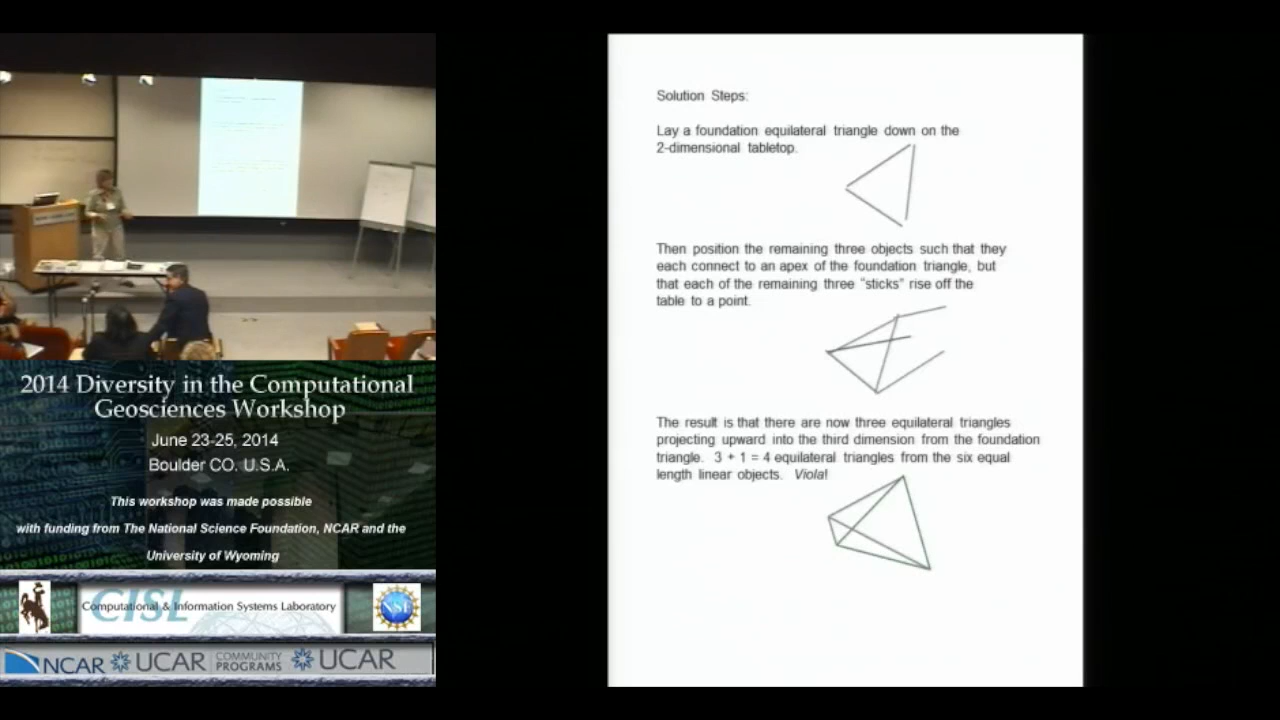 Solution Steps:
Lay a foundation equilateral triangle down on the
2-dimensional tabletop.
Then position the remaining three objects such that they
each connect to an apex of the foundation triangle, but
that each of the remaining three "sticks" rise off the
table to a point.
The result is that there are now three equilateral triangles
projecting upward into the third dimension from the foundation
triangle. 3 + 1 = 4 equilateral triangles from the six equal
length linear objects. Viola!
2014 Diversity in the Computational
Geosciences Workshop
June 23-25, 2014
Boulder CO. U.S.A.
This workshop was made possible
with funding from The National Science Foundation, NCAR and the
University of Wyoming
CISL
Computational & Information Systems Laboratory
NSF
NCAR UCAR COMMUNITY PROGRAMS UCAR